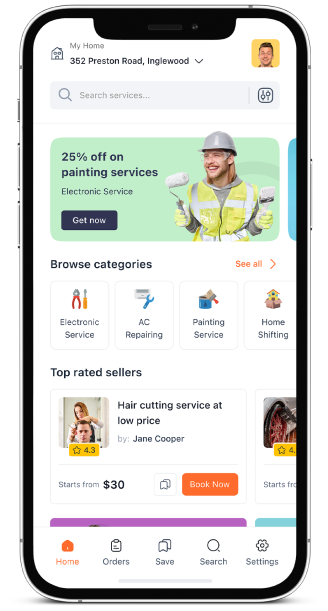 My Home
352 Preston Road, Inglewood
Search services...
25% off on
painting services
Electronic Service
Get now
Browse categories
See all
Electronic
Service
AC
Repairing
Painting
Service
Home
Shifting
Top rated sellers
Hair cutting service at
low price
by: Jane Cooper
4.3
4.
Starts from $30
Book Now
Starts fro
Home
Orders
Save
Search
Settings